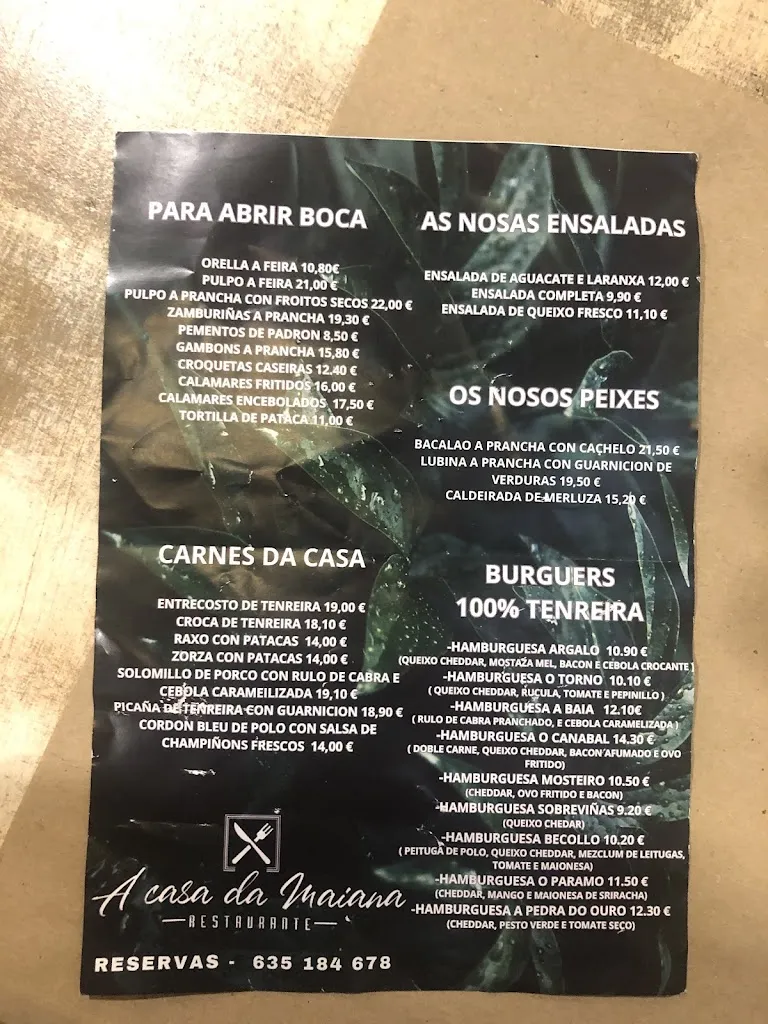 PARA ABRIR BOCA
ORELLA A FEIRA 10,80€
PULPO A FEIRA 21,00 €
PULPO A PRANCHA CON FROITOS SECOS 22,00 €
ZAMBURIÑAS A PRANCHA 19,30 €
PEMENTOS DE PADRON 8,50 €
GAMBONS A PRANCHA 15,80 €
CROQUETAS CASEIRAS 12.40 €
CALAMARES FRITIDOS 16,00 €
CALAMARES ENCEBOLADOS 17,50 €
TORTILLA DE PATACA 11,00 €
CARNES DA CASA
ENTRECOSTO DE TENREIRA 19,00 €
CROCA DE TENREIRA 18,10 €
RAXO CON PATACAS 14,00 €
ZORZA CON PATACAS 14,00 €
SOLOMILLO DE PORCO CON RULO DE CABRA E
CEBOLA CARAMEILIZADA 19,10 €
PICAÑA DE TENREIRA CON GUARNICION 18,90 €
CORDON BLEU DE POLO CON SALSA DE
CHAMPIÑONS FRESCOS 14,00 €
A casa da Maiana
RESTAURANTE
RESERVAS - 635 184 678
AS NOSAS ENSALADAS
ENSALADA DE AGUACATE E LARANXA 12,00 €
ENSALADA COMPLETA 9,90 €
ENSALADA DE QUEIXO FRESCO 11,10 €
OS NOSOS PEIXES
BACALAO A PRANCHA CON CACHELO 21,50 €
LUBINA A PRANCHA CON GUARNICION DE
VERDURAS 19,50 €
CALDEIRADA DE MERLUZA 15,20 €
BURGUERS
100% TENREIRA
-HAMBURGUESA ARGALO 10.90 €
(QUEIXO CHEDDAR, MOSTAZA MEL, BACON E CEBOLA CROCANTE )
-HAMBURGUESA O TORNO 10.10 €
( QUEIXO CHEDDAR, RUCULA, TOMATE E PEPINILLO )
-HAMBURGUESA A BAIA 12.10€
( RULO DE CABRA PRANCHADO, E CEBOLA CARAMELIZADA )
-HAMBURGUESA O CANABAL 14.30 €
( DOBLE CARNE, QUEIXO CHEDDAR, BACON AFUMADO E OVO
FRITIDO)
-HAMBURGUESA MOSTEIRO 10.50 €
(CHEDDAR, OVO FRITIDO E BACON)
-HAMBURGUESA SOBREVIÑAS 9.20 €
(QUEIXO CHEDAR)
-HAMBURGUESA BECOLLO 10.20 €
( PEITUGA DE POLO, QUEIXO CHEDDAR, MEZCLUM DE LEITUGAS,
TOMATE E MAIONESA)
-HAMBURGUESA O PARAMO 11.50 €
(CHEDDAR, MANGO E MAIONESA DE SRIRACHA)
-HAMBURGUESA A PEDRA DO OURO 12.30 €
(CHEDDAR, PESTO VERDE E TOMATE SECO)